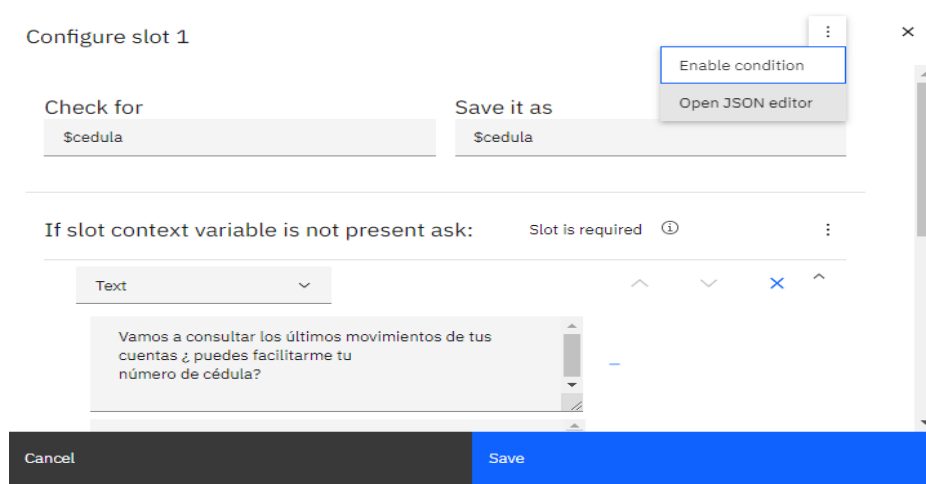 Configure slot 1
Enable condition
Open JSON editor
Check for
Save it as
$cedula
$cedula
If slot context variable is not present ask:
Slot is required
Text
Vamos a consultar los últimos movimientos de tus
cuentas ¿ puedes facilitarme tu
número de cédula?
Cancel
Save